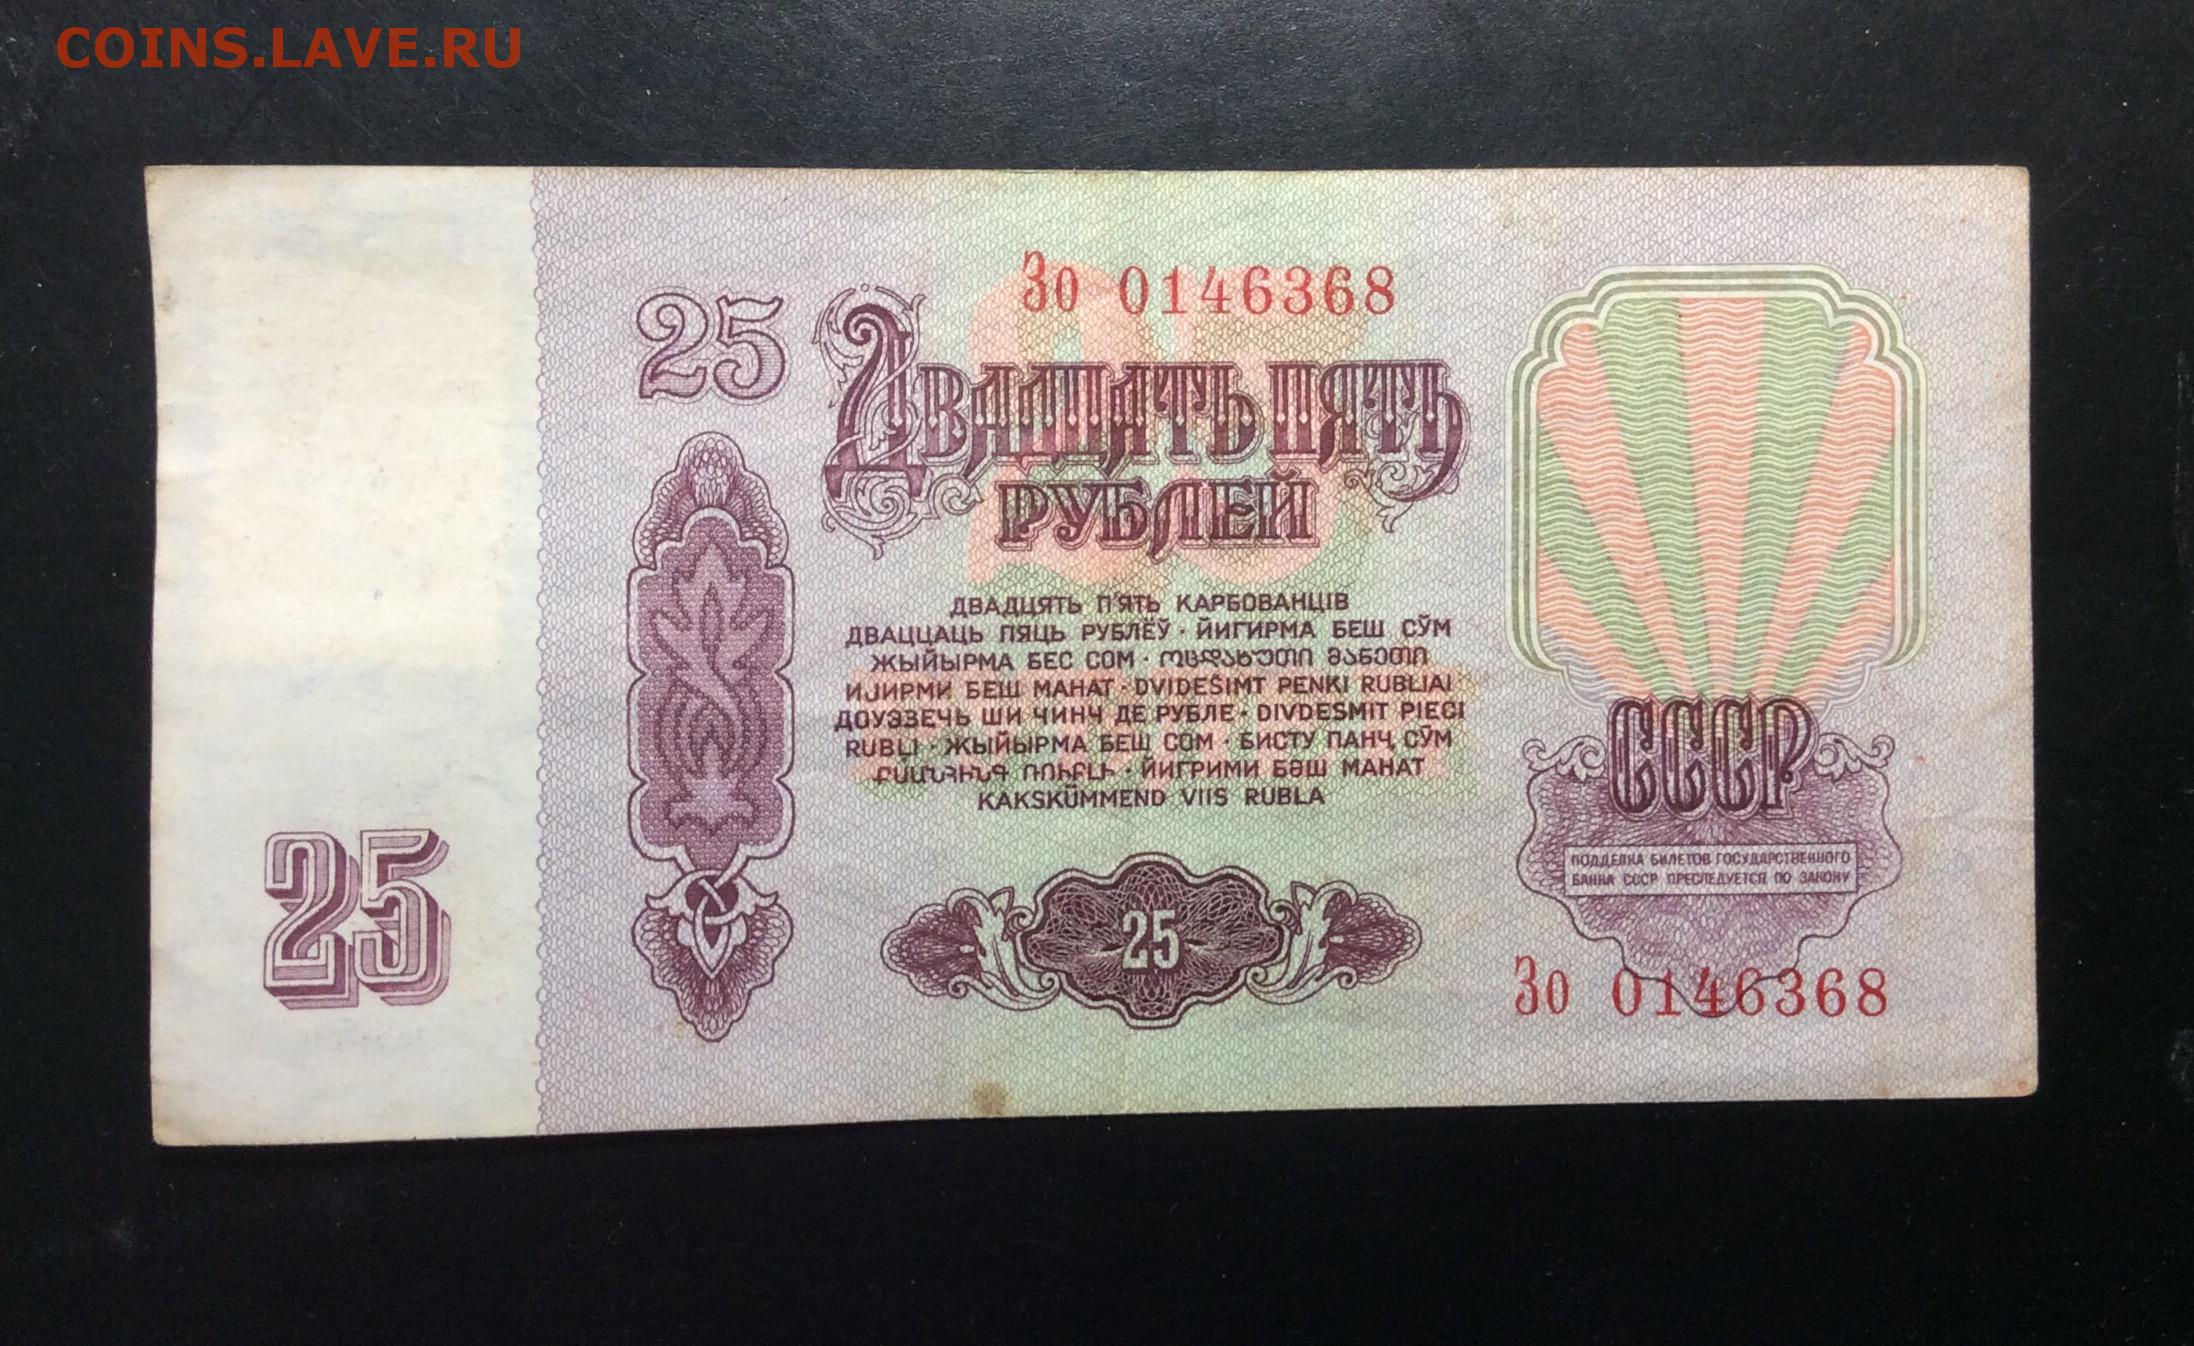 COINS.LAVE.RU
Зо 0146368
25
Двадцать пять
рублей
ДВАДЦЯТЬ П'ЯТЬ КАРБОВАНЦІВ
ДВАЦЦАЦЬ ПЯЦЬ РУБЛЁЎ · ЙИГИРМА БЕШ СЎМ
ЖЫЙЫРМА БЕС СОМ · ოცდახუთი მანეთი
ИЈИРМИ БЕШ МАНАТ · DVIDEŠIMT PENKI RUBLIAI
ДОУЭЗЕЧЬ ШИ ЧИНЧ ДЕ РУБЛЕ · DIVDESMIT PIECI
RUBĻI · ЖЫЙЫРМА БЕШ СОМ · БИСТУ ПАНҶ СЎМ
ՔՍԱՆՀԻՆԳ ՌՈՒԲԼԻ · ЙИГРИМИ БӘШ МАНАТ
KAKSKÜMMEND VIIS RUBLA
СССР
ПОДДЕЛКА БИЛЕТОВ ГОСУДАРСТВЕННОГО
БАНКА СССР ПРЕСЛЕДУЕТСЯ ПО ЗАКОНУ
25
25
Зо 0146368